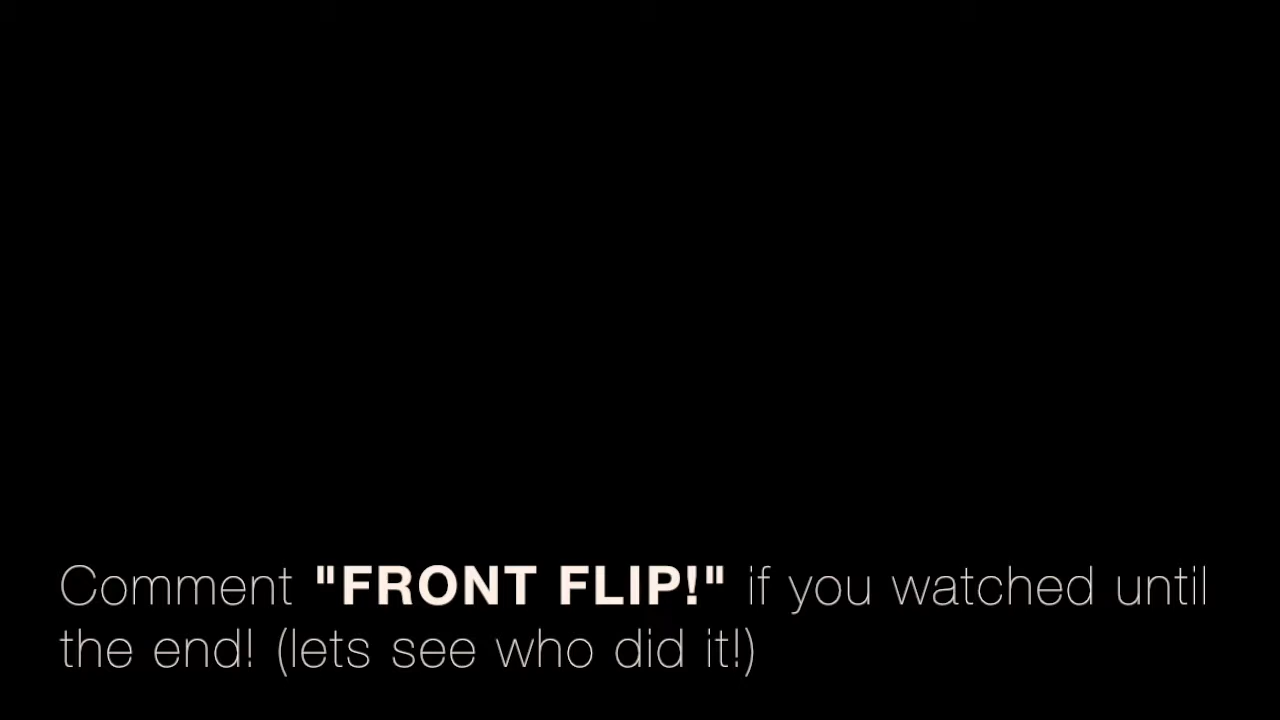 Comment "FRONT FLIP!" if you watched until
the end! (lets see who did it!)